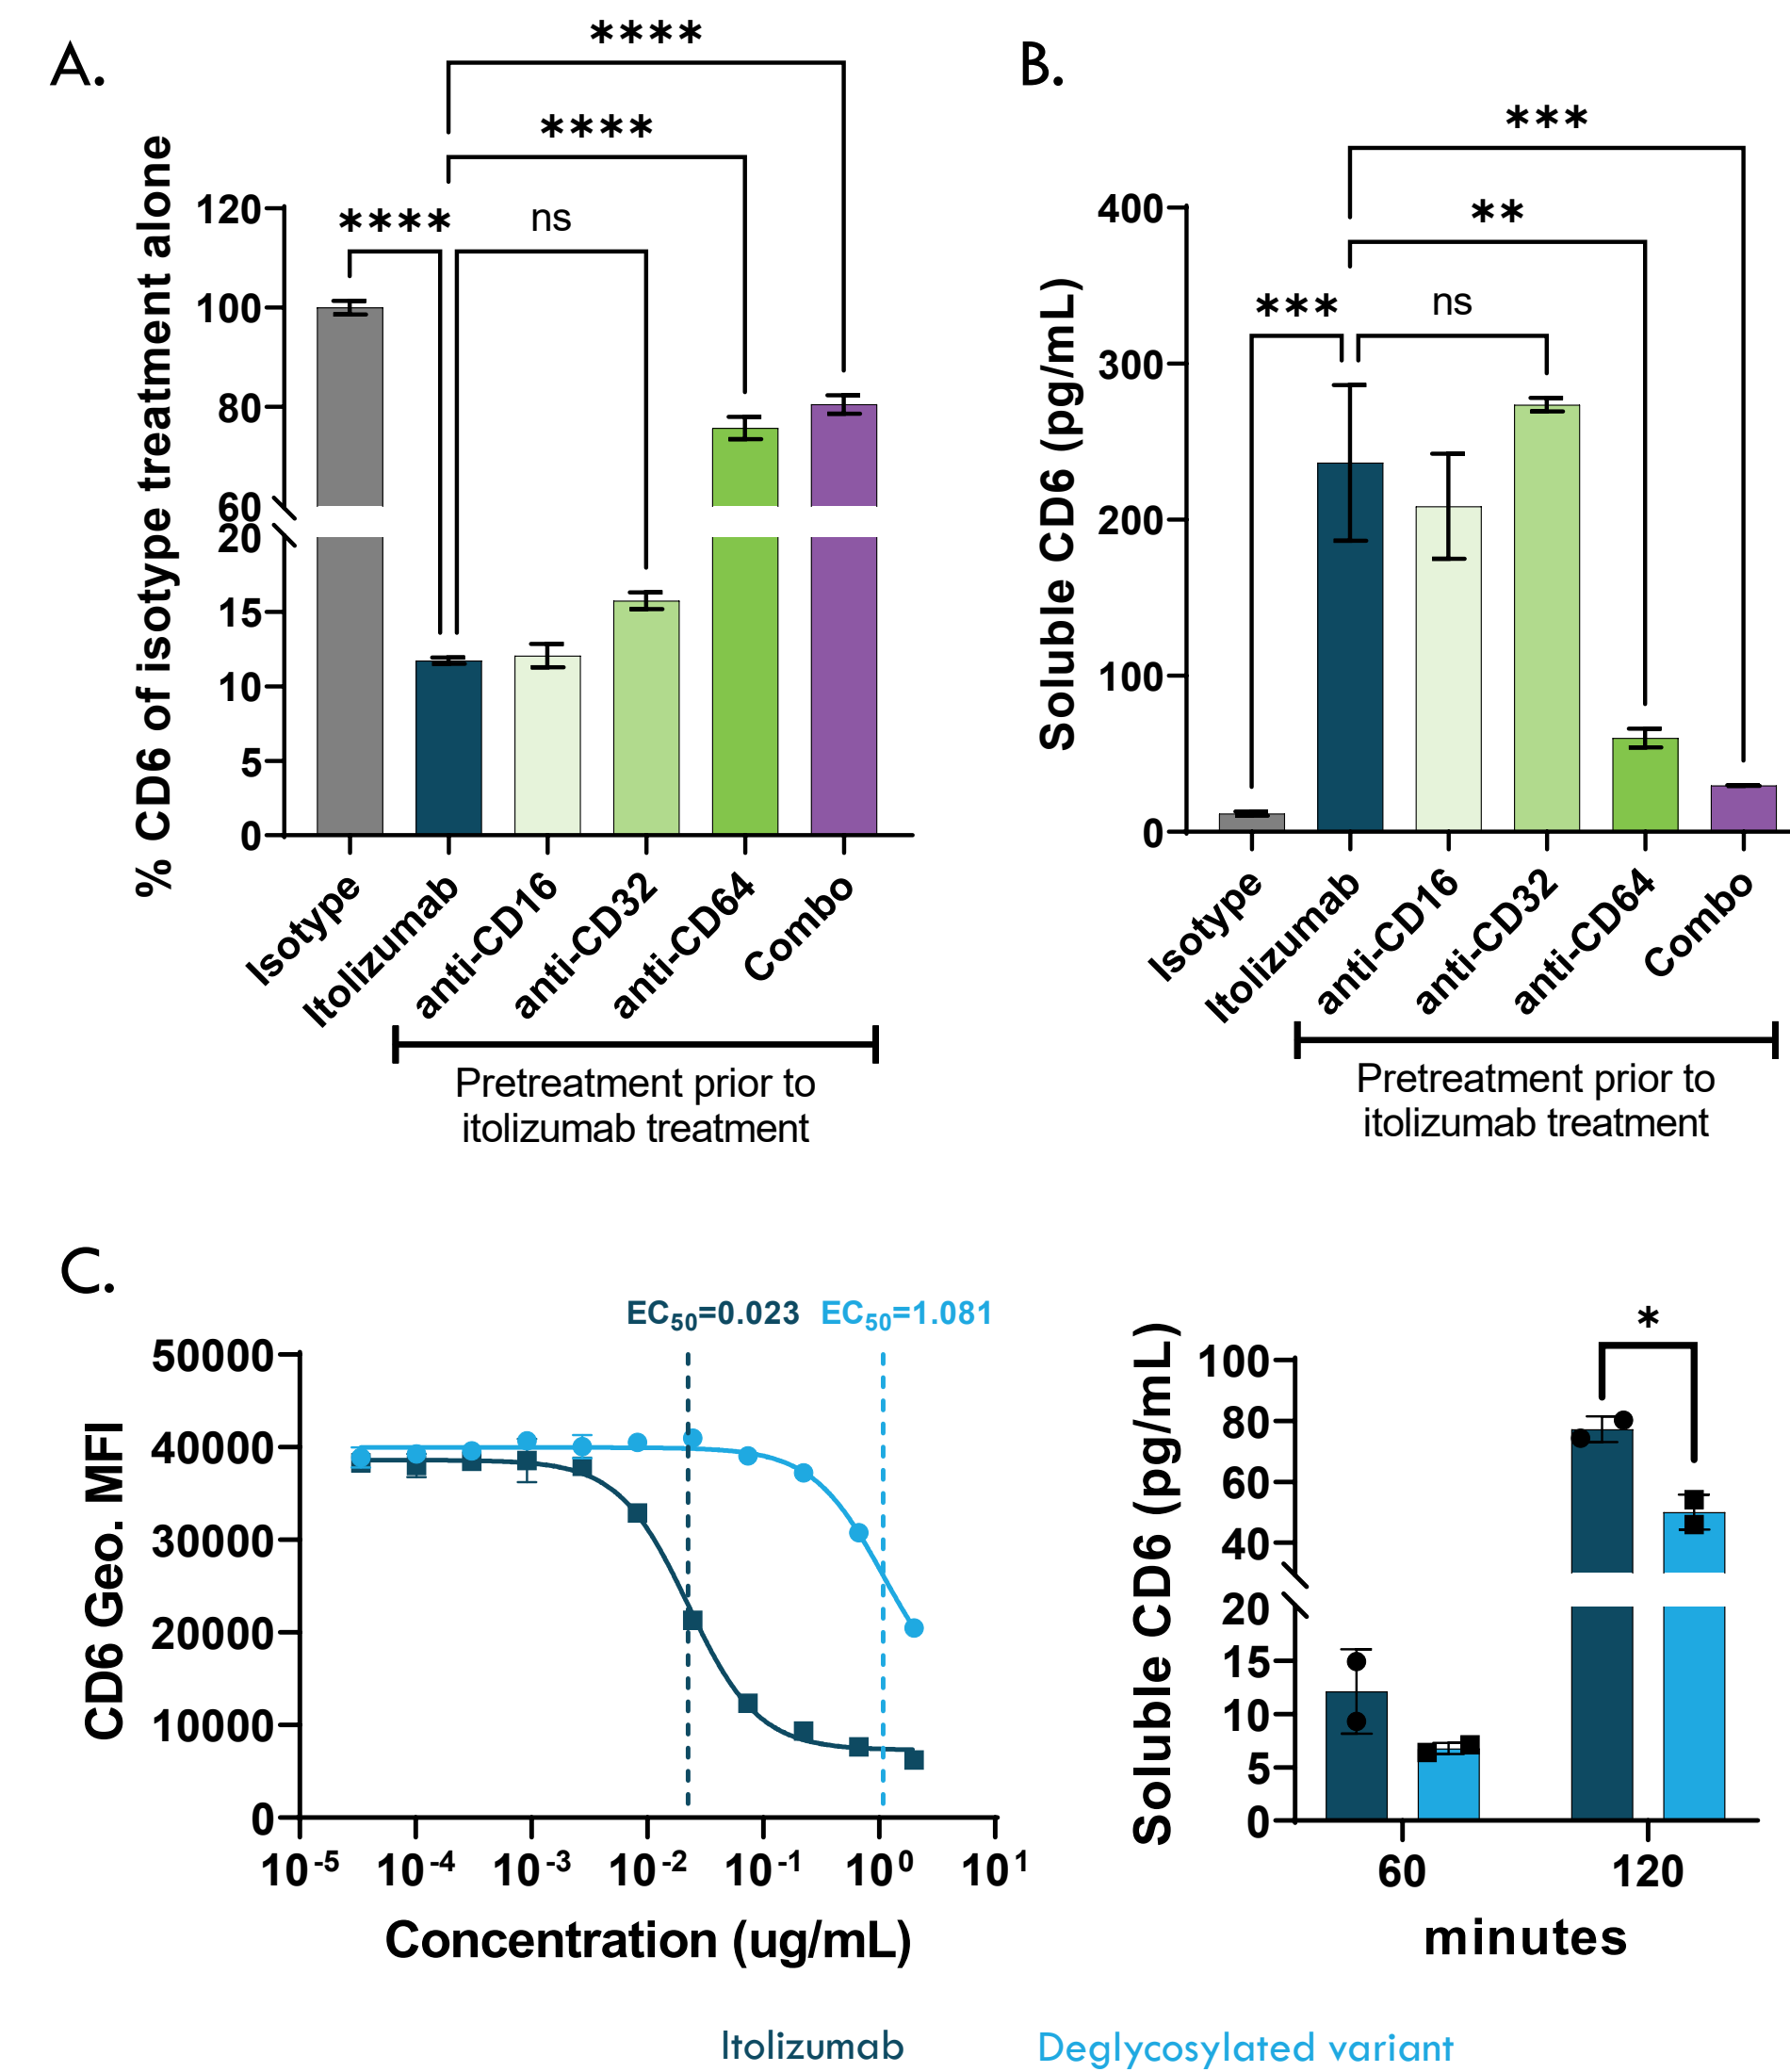 A.
****
****
****
ns
% CD6 of isotype treatment alone
120
100
80
60
20
15
10
5
0
Isotype
Itolizumab
anti-CD16
anti-CD32
anti-CD64
Combo
Pretreatment prior to
itolizumab treatment
B.
***
**
***
ns
Soluble CD6 (pg/mL)
400
300
200
100
0
Isotype
Itolizumab
anti-CD16
anti-CD32
anti-CD64
Combo
Pretreatment prior to
itolizumab treatment
C.
EC50=0.023 EC50=1.081
CD6 Geo. MFI
50000
40000
30000
20000
10000
0
10-5 10-4 10-3 10-2 10-1 100 101
Concentration (ug/mL)
*
Soluble CD6 (pg/mL)
100
80
60
40
20
15
10
5
0
60 120
minutes
Itolizumab Deglycosylated variant